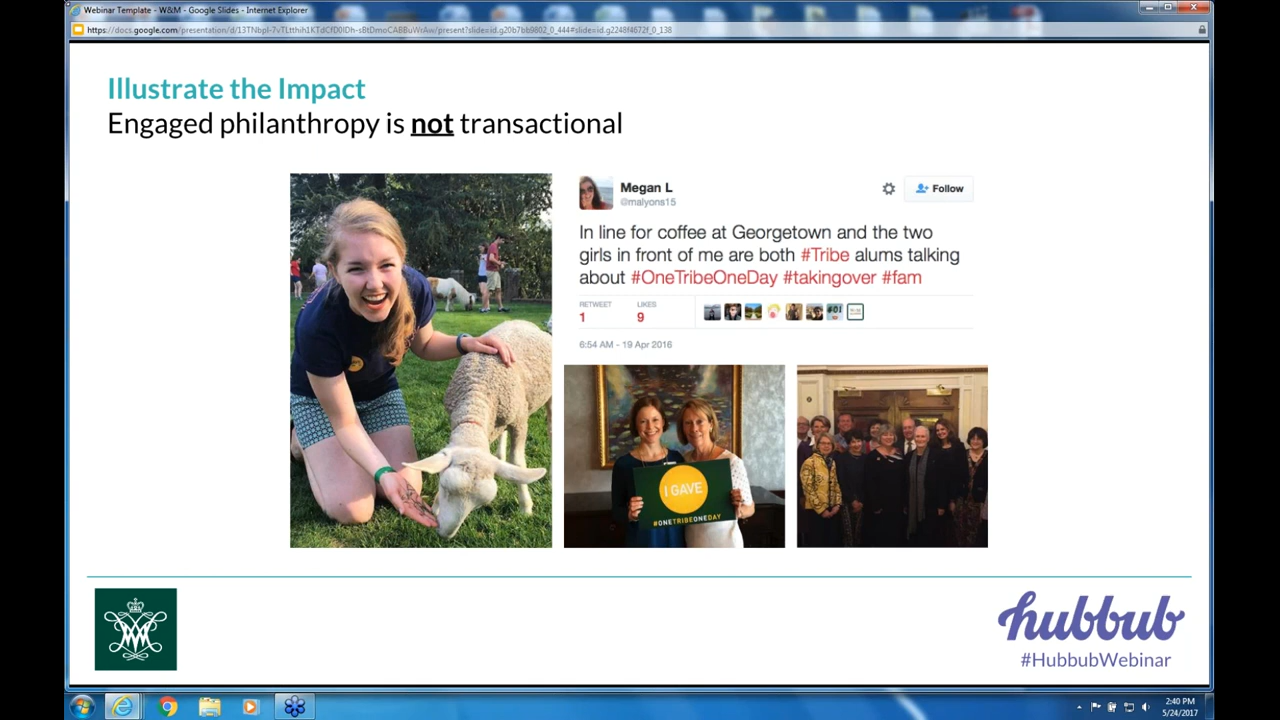 Webinar Template - W&M - Google Slides - Internet Explorer
Illustrate the Impact
Engaged philanthropy is not transactional
Megan L
@malyons15
Follow
In line for coffee at Georgetown and the two
girls in front of me are both #Tribe alums talking
about #OneTribeOneDay #takingover #fam
RETWEET
LIKES
1
9
6:54 AM - 19 Apr 2016
I GAVE
#ONETRIBEONEDAY
hubbub
#HubbubWebinar
2:40 PM
5/24/2017